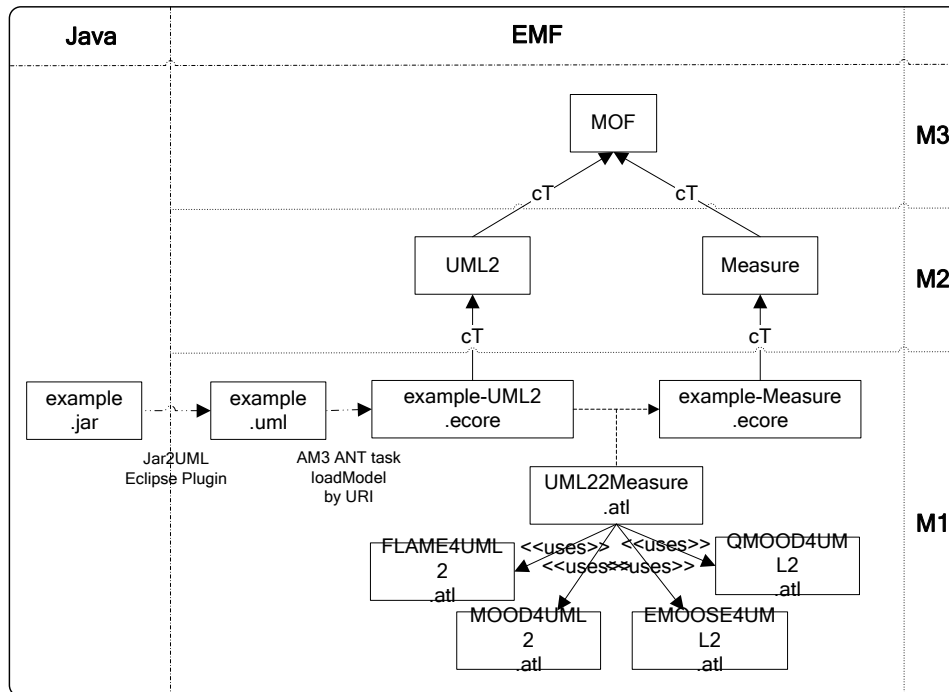 Java
EMF
MOF
M3
cT
cT
UML2
Measure
M2
cT
cT
example
.jar
example
.uml
example-UML2
.ecore
example-Measure
.ecore
Jar2UML
Eclipse Plugin
AM3 ANT task
loadModel
by URI
UML22Measure
.atl
M1
FLAME4UML
2
.atl
<<uses>>
<<uses>>
<<uses>>
<<uses>>
QMOOD4UM
L2
.atl
MOOD4UML
2
.atl
EMOOSE4UM
L2
.atl